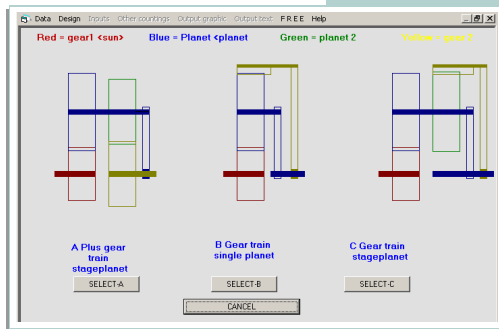 Data Design Inputs Other countings Output graphic Output text F R E E Help
Red = gear1 <sun> Blue = Planet <planet Green = planet 2 Yellow = gear 2
A Plus gear
train
stageplanet
B Gear train
single planet
C Gear train
stageplanet
SELECT-A SELECT-B SELECT-C
CANCEL